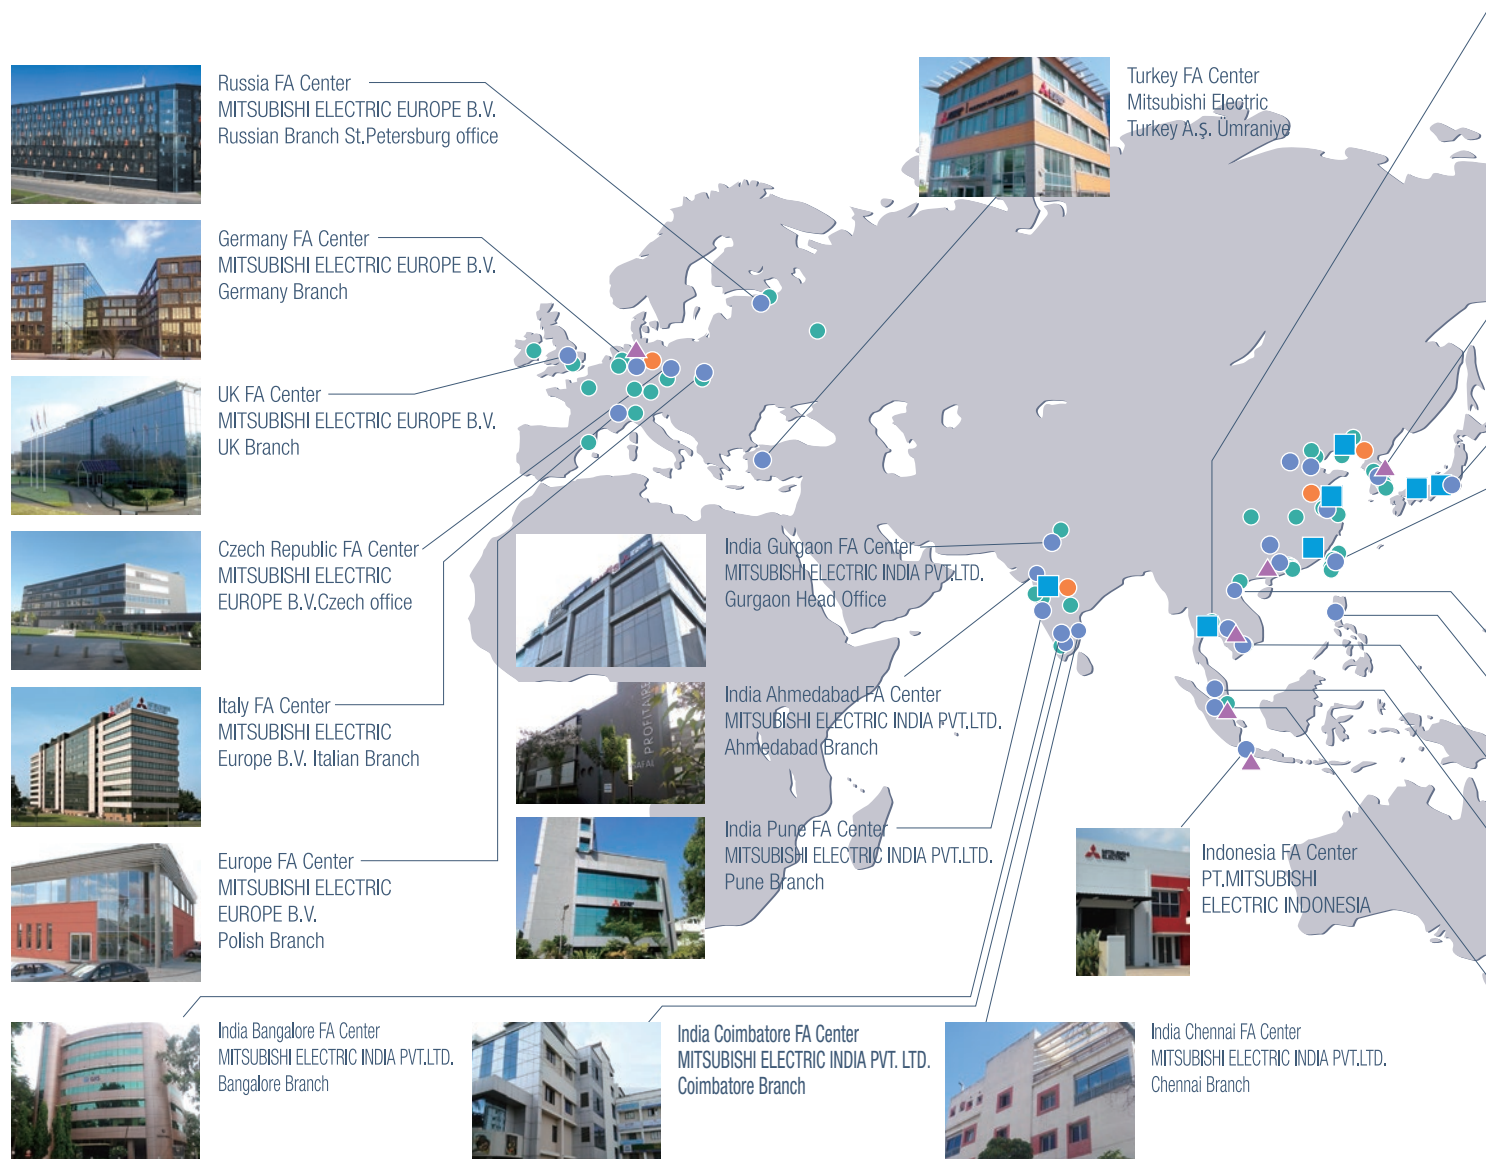 Russia FA Center
MITSUBISHI ELECTRIC EUROPE B.V.
Russian Branch St.Petersburg office
Germany FA Center
MITSUBISHI ELECTRIC EUROPE B.V.
Germany Branch
UK FA Center
MITSUBISHI ELECTRIC EUROPE B.V.
UK Branch
Czech Republic FA Center
MITSUBISHI ELECTRIC
EUROPE B.V.Czech office
Italy FA Center
MITSUBISHI ELECTRIC
Europe B.V. Italian Branch
Europe FA Center
MITSUBISHI ELECTRIC
EUROPE B.V.
Polish Branch
Turkey FA Center
Mitsubishi Electric
Turkey A.Ş. Ümraniye
India Gurgaon FA Center
MITSUBISHI ELECTRIC INDIA PVT.LTD.
Gurgaon Head Office
India Ahmedabad FA Center
MITSUBISHI ELECTRIC INDIA PVT.LTD.
Ahmedabad Branch
PROFITAIRE
SAFAL
India Pune FA Center
MITSUBISHI ELECTRIC INDIA PVT.LTD.
Pune Branch
Indonesia FA Center
PT.MITSUBISHI
ELECTRIC INDONESIA
India Bangalore FA Center
MITSUBISHI ELECTRIC INDIA PVT.LTD.
Bangalore Branch
India Coimbatore FA Center
MITSUBISHI ELECTRIC INDIA PVT. LTD.
Coimbatore Branch
India Chennai FA Center
MITSUBISHI ELECTRIC INDIA PVT.LTD.
Chennai Branch